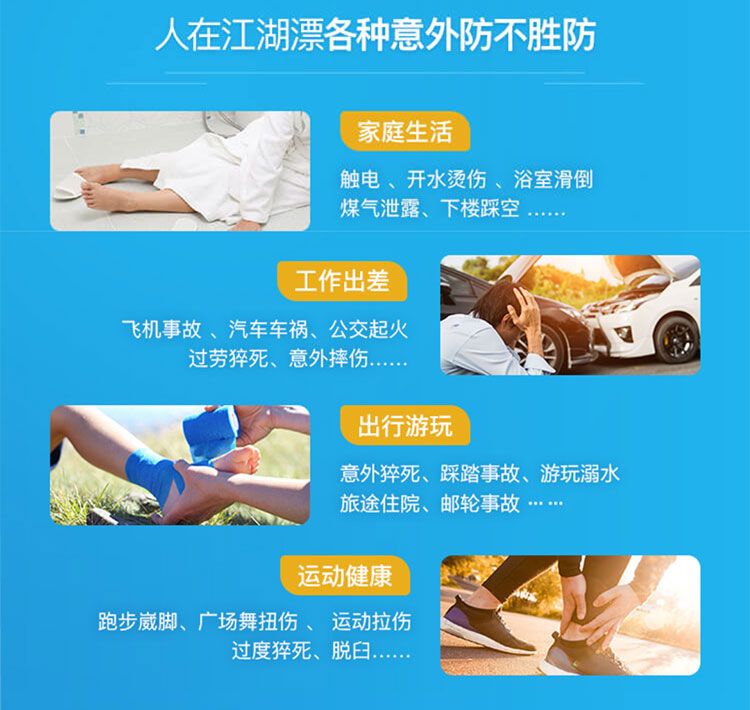 人在江湖漂各种意外防不胜防
家庭生活
触电 、开水烫伤 、浴室滑倒
煤气泄露、下楼踩空 ......
工作出差
飞机事故 、汽车车祸、公交起火
过劳猝死、意外摔伤......
出行游玩
意外猝死、踩踏事故、游玩溺水
旅途住院、邮轮事故 ··· ···
运动健康
跑步崴脚、广场舞扭伤 、 运动拉伤
过度猝死、脱臼......